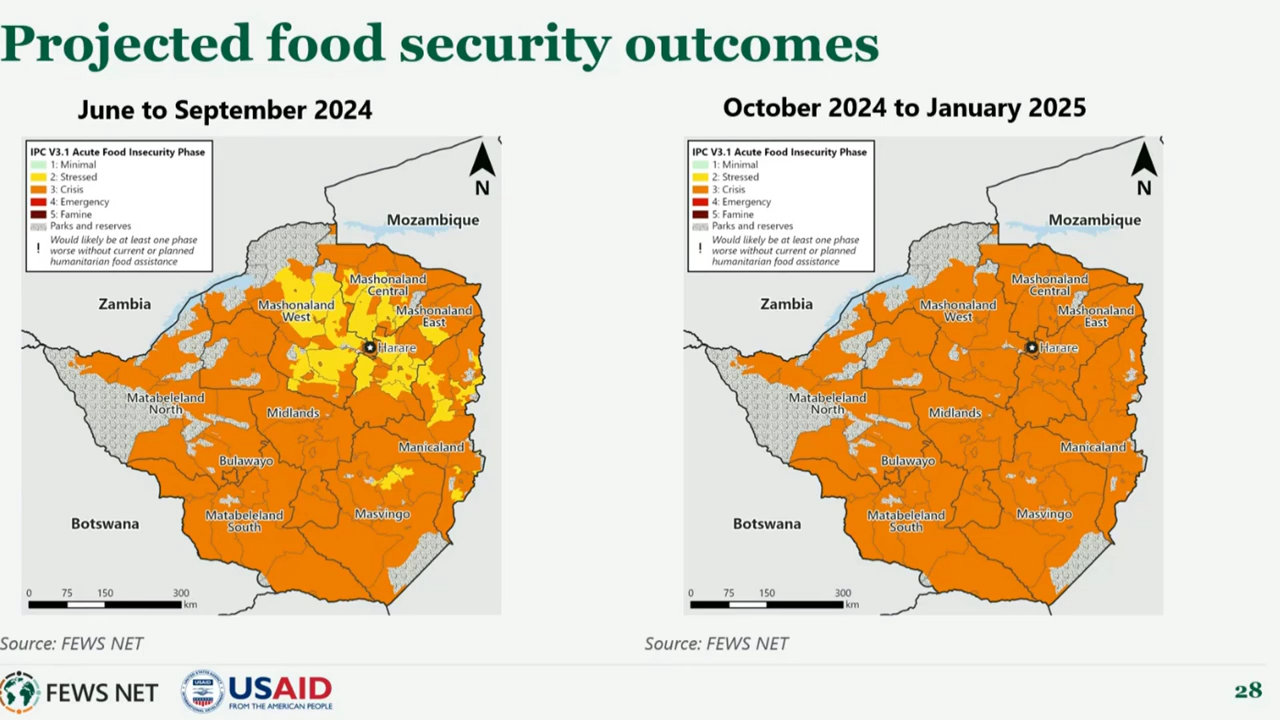 Projected food security outcomes
June to September 2024
IPC V3.1 Acute Food Insecurity Phase
1: Minimal
2: Stressed
3: Crisis
4: Emergency
5: Famine
Parks and reserves
! Would likely be at least one phase
worse without current or planned
humanitarian food assistance
N
Mozambique
Zambia
Mashonaland
Central
Mashonaland
West
Mashonaland
East
Harare
Matabeleland
North
Midlands
Manicaland
Bulawayo
Matabeleland
South
Masvingo
Botswana
0 75 150 300
km
Source: FEWS NET
October 2024 to January 2025
IPC V3.1 Acute Food Insecurity Phase
1: Minimal
2: Stressed
3: Crisis
4: Emergency
5: Famine
Parks and reserves
! Would likely be at least one phase
worse without current or planned
humanitarian food assistance
N
Mozambique
Zambia
Mashonaland
Central
Mashonaland
West
Mashonaland
East
Harare
Matabeleland
North
Midlands
Manicaland
Bulawayo
Matabeleland
South
Masvingo
Botswana
0 75 150 300
km
Source: FEWS NET
FEWS NET
USAID
USAID
FROM THE AMERICAN PEOPLE
28